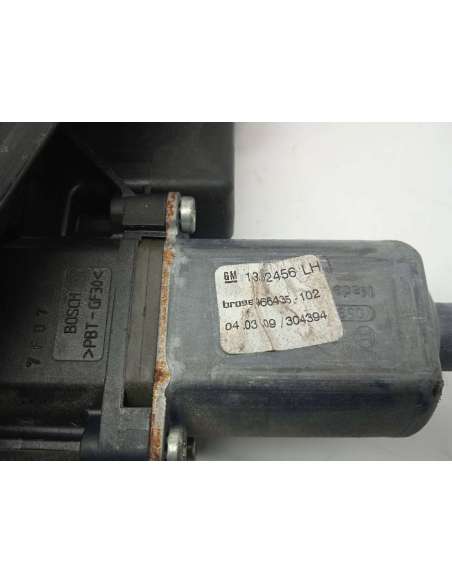 GM 13 2456 LH
brose 966435 -102
04.03 09 / 304394
BOSCH
>PBT-GF30<